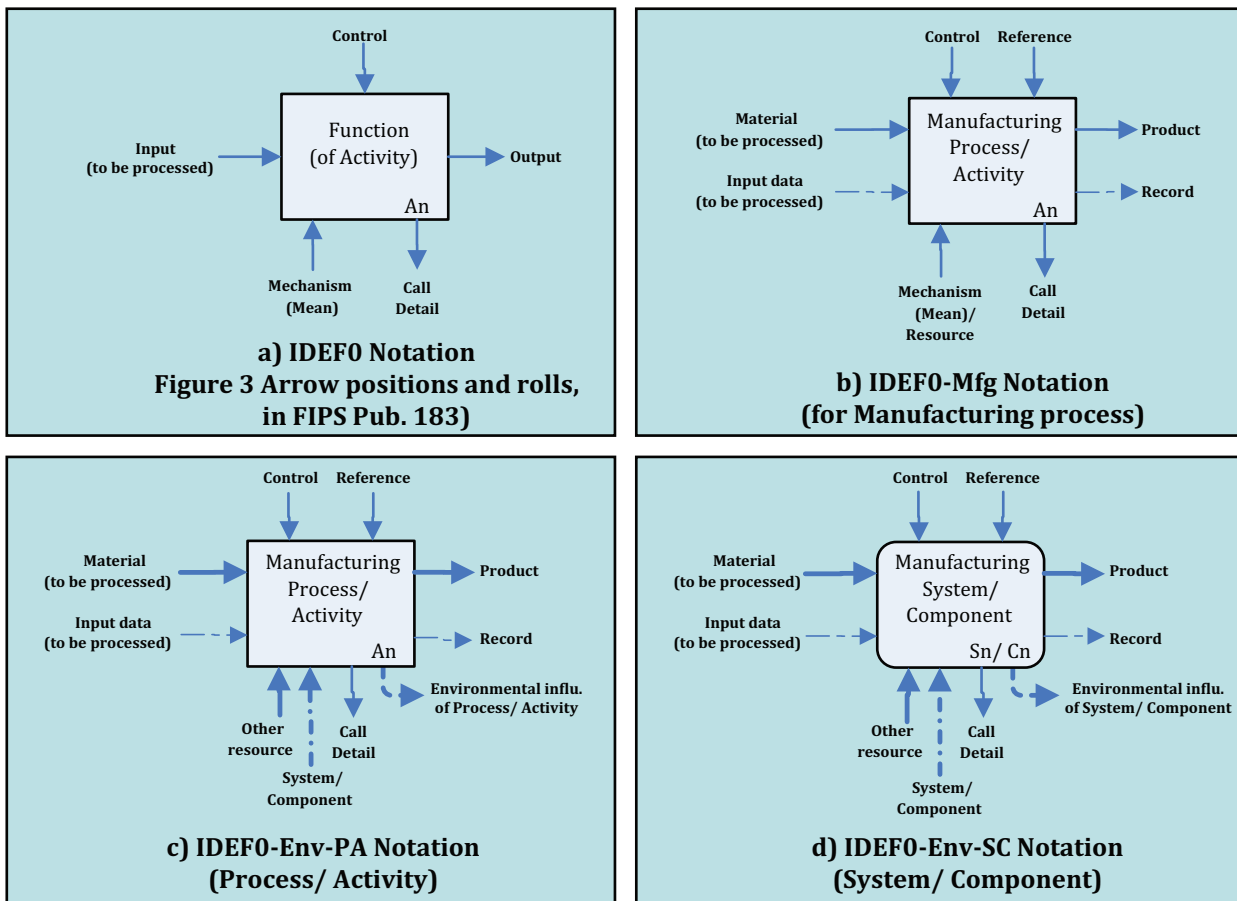 Control
Function
(of Activity)
Input
(to be processed)
Output
An
Mechanism
(Mean)
Call
Detail
a) IDEF0 Notation
Figure 3 Arrow positions and rolls,
in FIPS Pub. 183)
Control
Reference
Material
(to be processed)
Manufacturing
Process/
Activity
Product
Input data
(to be processed)
Record
An
Mechanism
(Mean)/
Resource
Call
Detail
b) IDEF0-Mfg Notation
(for Manufacturing process)
Control
Reference
Material
(to be processed)
Manufacturing
Process/
Activity
Product
Input data
(to be processed)
Record
An
Environmental influ.
of Process/ Activity
Other
resource
Call
Detail
System/
Component
c) IDEF0-Env-PA Notation
(Process/ Activity)
Control
Reference
Material
(to be processed)
Manufacturing
System/
Component
Product
Input data
(to be processed)
Record
Sn/ Cn
Environmental influ.
of System/ Component
Other
resource
Call
Detail
System/
Component
d) IDEF0-Env-SC Notation
(System/ Component)